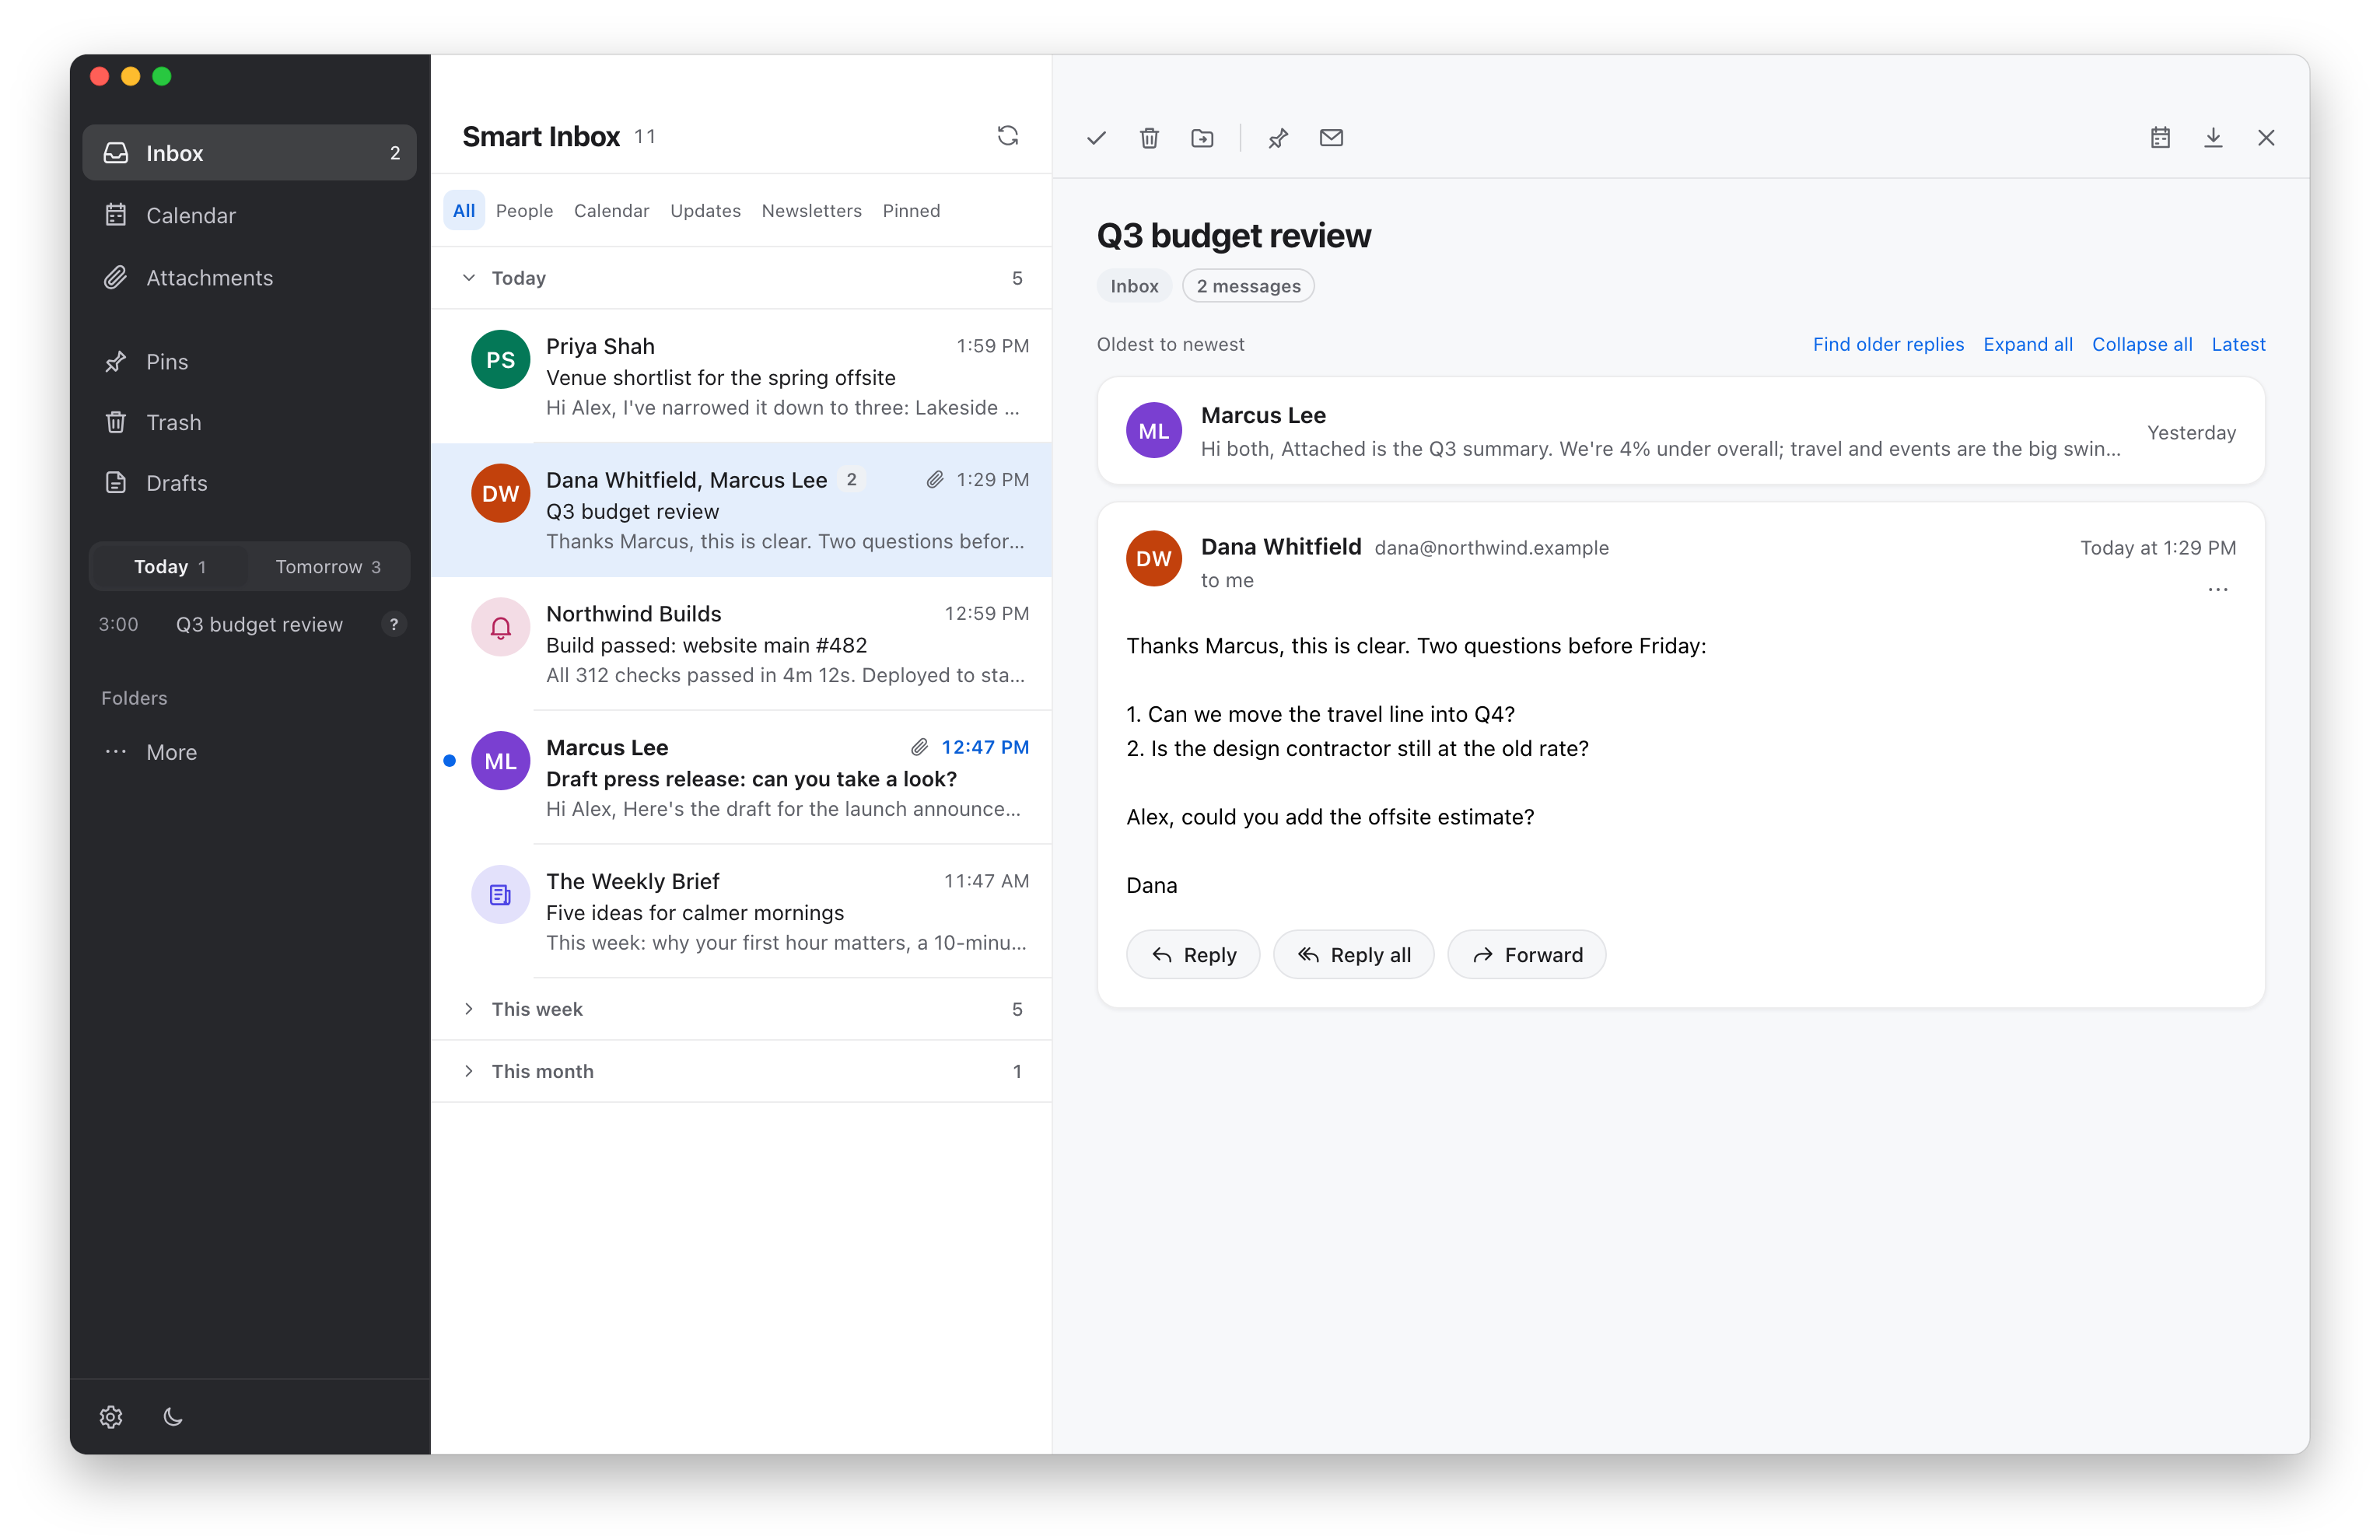 Inbox 2
Calendar
Attachments
Pins
Trash
Drafts
Today 1 Tomorrow 3
3:00 Q3 budget review ?
Folders
More
Smart Inbox 11
All People Calendar Updates Newsletters Pinned
Today 5
PS
Priya Shah 1:59 PM
Venue shortlist for the spring offsite
Hi Alex, I've narrowed it down to three: Lakeside ...
DW
Dana Whitfield, Marcus Lee 2 1:29 PM
Q3 budget review
Thanks Marcus, this is clear. Two questions befor...
Northwind Builds 12:59 PM
Build passed: website main #482
All 312 checks passed in 4m 12s. Deployed to sta...
ML
Marcus Lee 12:47 PM
Draft press release: can you take a look?
Hi Alex, Here's the draft for the launch announce...
The Weekly Brief 11:47 AM
Five ideas for calmer mornings
This week: why your first hour matters, a 10-minu...
This week 5
This month 1
Q3 budget review
Inbox 2 messages
Oldest to newest Find older replies Expand all Collapse all Latest
ML
Marcus Lee
Hi both, Attached is the Q3 summary. We're 4% under overall; travel and events are the big swin...
Yesterday
DW
Dana Whitfield dana@northwind.example Today at 1:29 PM
to me
Thanks Marcus, this is clear. Two questions before Friday:
1. Can we move the travel line into Q4?
2. Is the design contractor still at the old rate?
Alex, could you add the offsite estimate?
Dana
Reply Reply all Forward